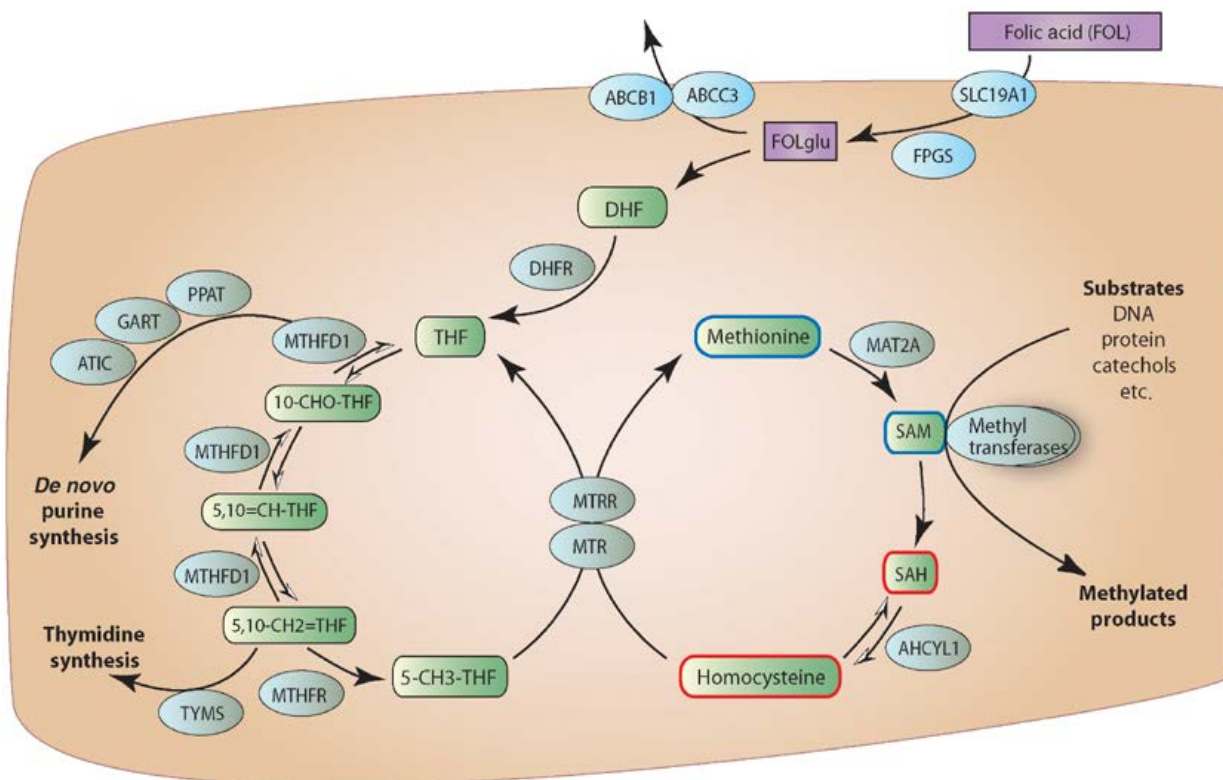 Folic acid (FOL)
ABCB1
ABCC3
SLC19A1
FOLglu
FPGS
DHF
DHFR
PPAT
GART
ATIC
MTHFD1
THF
Methionine
MAT2A
Substrates
DNA
protein
catechols
etc.
10-CHO-THF
SAM
Methyl
transferases
MTHFD1
De novo
purine
synthesis
5,10=CH-THF
MTRR
MTR
MTHFD1
SAH
Methylated
products
5,10-CH2=THF
Thymidine
synthesis
AHCYL1
MTHFR
5-CH3-THF
Homocysteine
TYMS